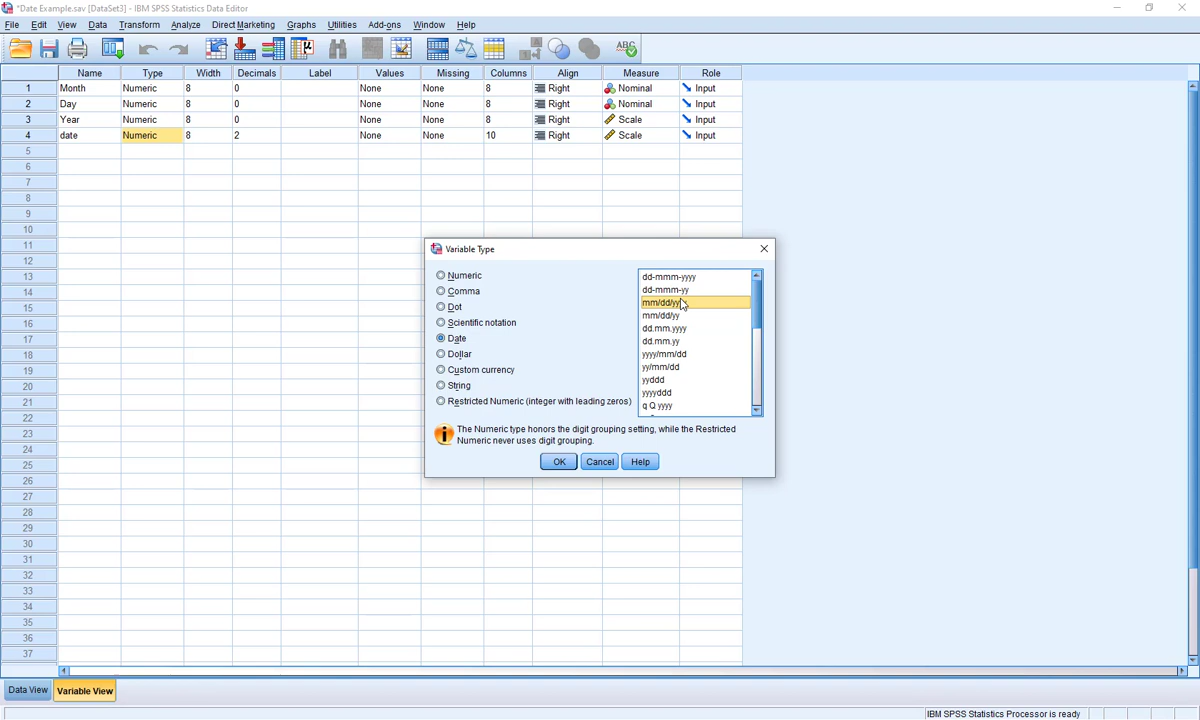 *Date Example.sav [DataSet3] - IBM SPSS Statistics Data Editor
File Edit View Data Transform Analyze Direct Marketing Graphs Utilities Add-ons Window Help
Name Type Width Decimals Label Values Missing Columns Align Measure Role
1 Month Numeric 8 0 None None 8 Right Nominal Input
2 Day Numeric 8 0 None None 8 Right Nominal Input
3 Year Numeric 8 0 None None 8 Right Scale Input
4 date Numeric 8 2 None None 10 Right Scale Input
5
6
7
8
9
10
11
12
13
14
15
16
17
18
19
20
21
22
23
24
25
26
27
28
29
30
31
32
33
34
35
36
37
Variable Type
Numeric
Comma
Dot
Scientific notation
Date
Dollar
Custom currency
String
Restricted Numeric (integer with leading zeros)
dd-mmm-yyyy
dd-mmm-yy
mm/dd/yy
mm/dd/yy
dd.mm.yyyy
dd.mm.yy
yyyy/mm/dd
yy/mm/dd
yyddd
yyyyddd
q Q yyyy
The Numeric type honors the digit grouping setting, while the Restricted
Numeric never uses digit grouping.
OK Cancel Help
Data View Variable View
IBM SPSS Statistics Processor is ready